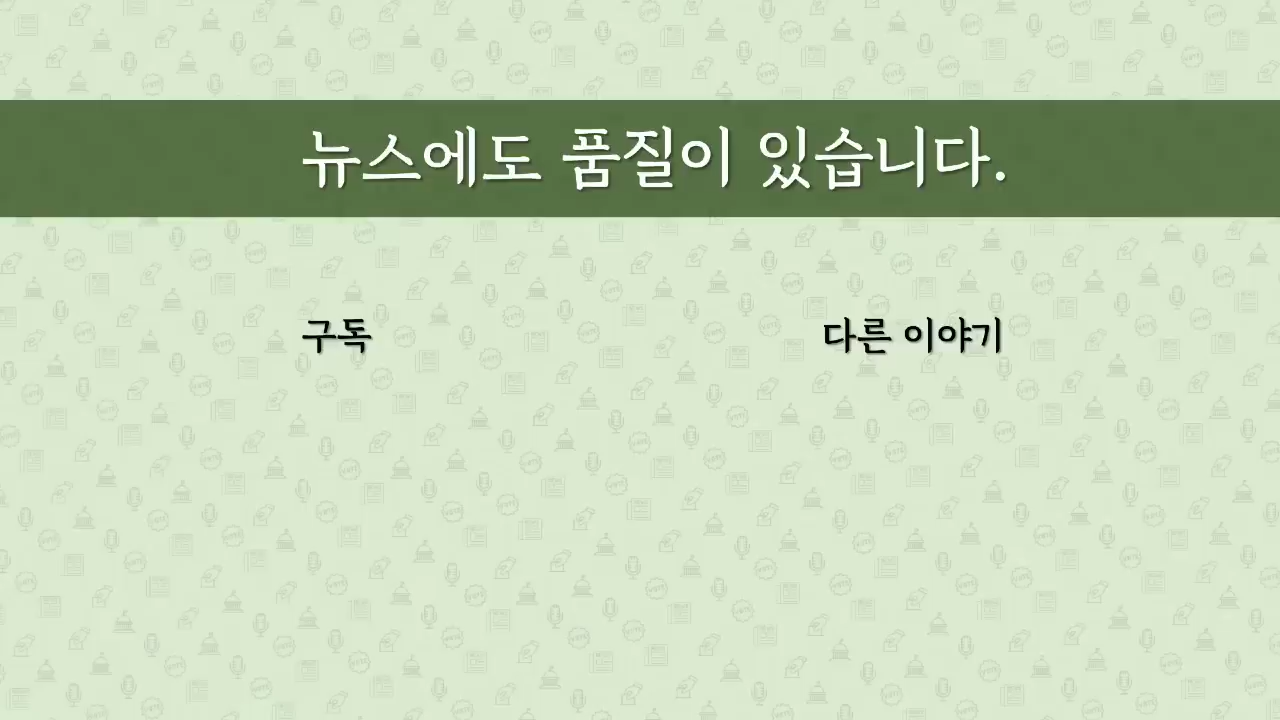 뉴스에도 품질이 있습니다.
구독
다른 이야기